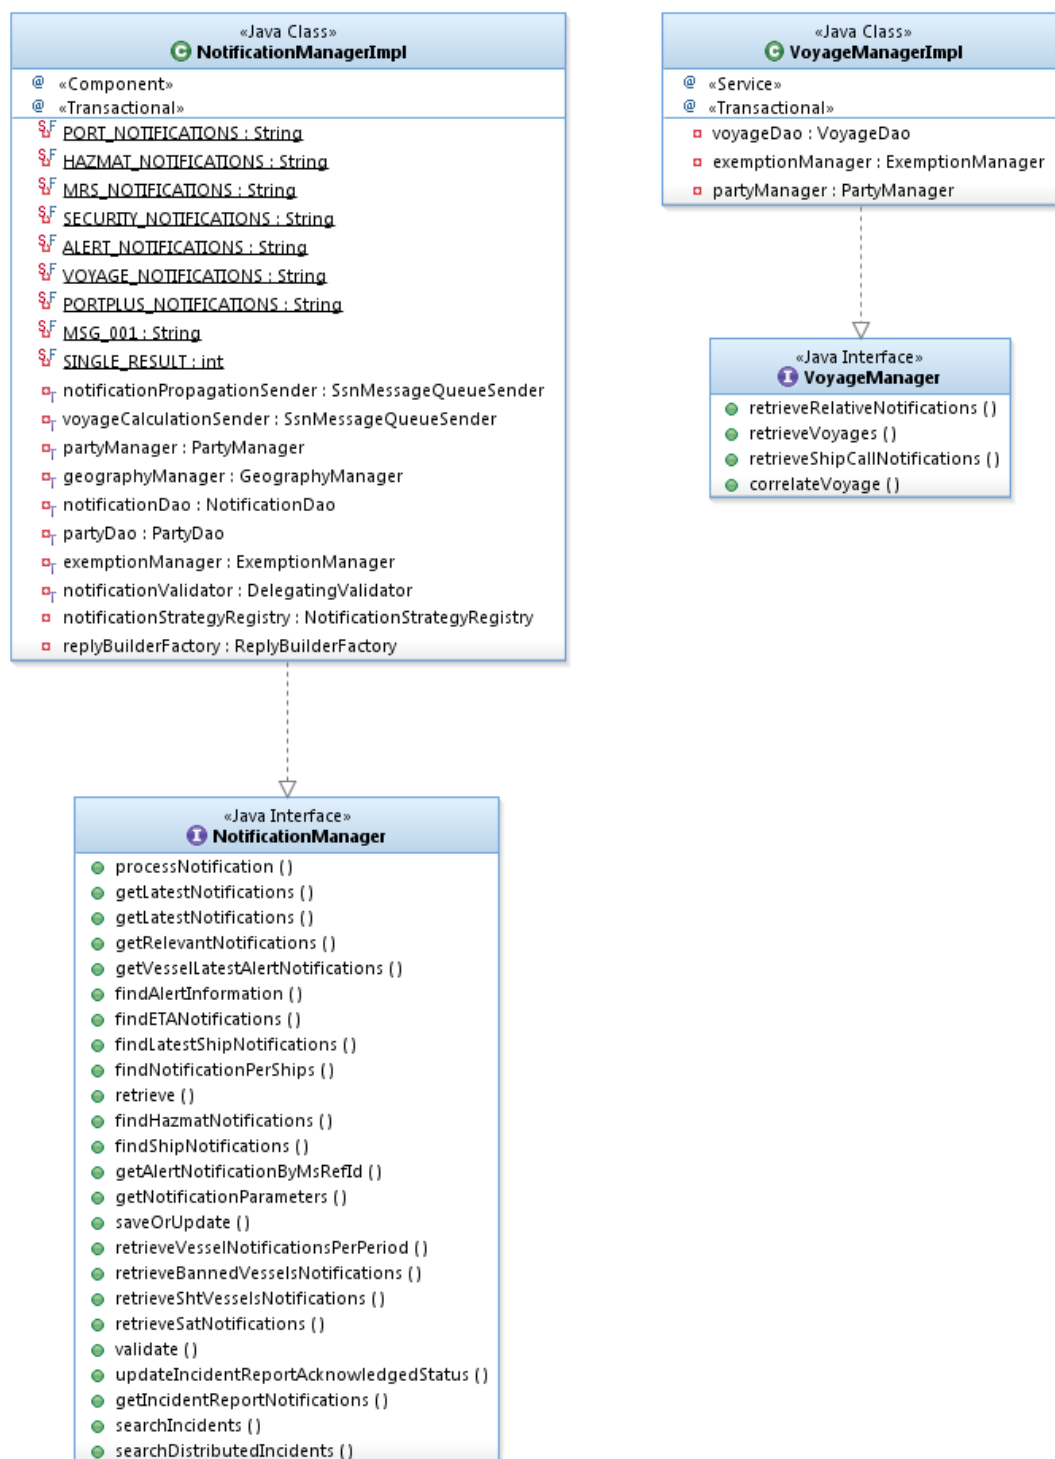 «Java Class»
NotificationManagerImpl
«Component»
«Transactional»
PORT_NOTIFICATIONS : String
HAZMAT_NOTIFICATIONS : String
MRS_NOTIFICATIONS : String
SECURITY_NOTIFICATIONS : String
ALERT_NOTIFICATIONS : String
VOYAGE_NOTIFICATIONS : String
PORTPLUS_NOTIFICATIONS : String
MSG_001 : String
SINGLE_RESULT : int
notificationPropagationSender : SsnMessageQueueSender
voyageCalculationSender : SsnMessageQueueSender
partyManager : PartyManager
geographyManager : GeographyManager
notificationDao : NotificationDao
partyDao : PartyDao
exemptionManager : ExemptionManager
notificationValidator : DelegatingValidator
notificationStrategyRegistry : NotificationStrategyRegistry
replyBuilderFactory : ReplyBuilderFactory
«Java Class»
VoyageManagerImpl
«Service»
«Transactional»
voyageDao : VoyageDao
exemptionManager : ExemptionManager
partyManager : PartyManager
«Java Interface»
VoyageManager
retrieveRelativeNotifications ( )
retrieveVoyages ( )
retrieveShipCallNotifications ( )
correlateVoyage ( )
«Java Interface»
NotificationManager
processNotification ( )
getLatestNotifications ( )
getLatestNotifications ( )
getRelevantNotifications ( )
getVesselLatestAlertNotifications ( )
findAlertInformation ( )
findETANotifications ( )
findLatestShipNotifications ( )
findNotificationPerShips ( )
retrieve ( )
findHazmatNotifications ( )
findShipNotifications ( )
getAlertNotificationByMsRefId ( )
getNotificationParameters ( )
saveOrUpdate ( )
retrieveVesselNotificationsPerPeriod ( )
retrieveBannedVesselsNotifications ( )
retrieveShtVesselsNotifications ( )
retrieveSatNotifications ( )
validate ( )
updateIncidentReportAcknowledgedStatus ( )
getIncidentReportNotifications ( )
searchIncidents ( )
searchDistributedIncidents ( )